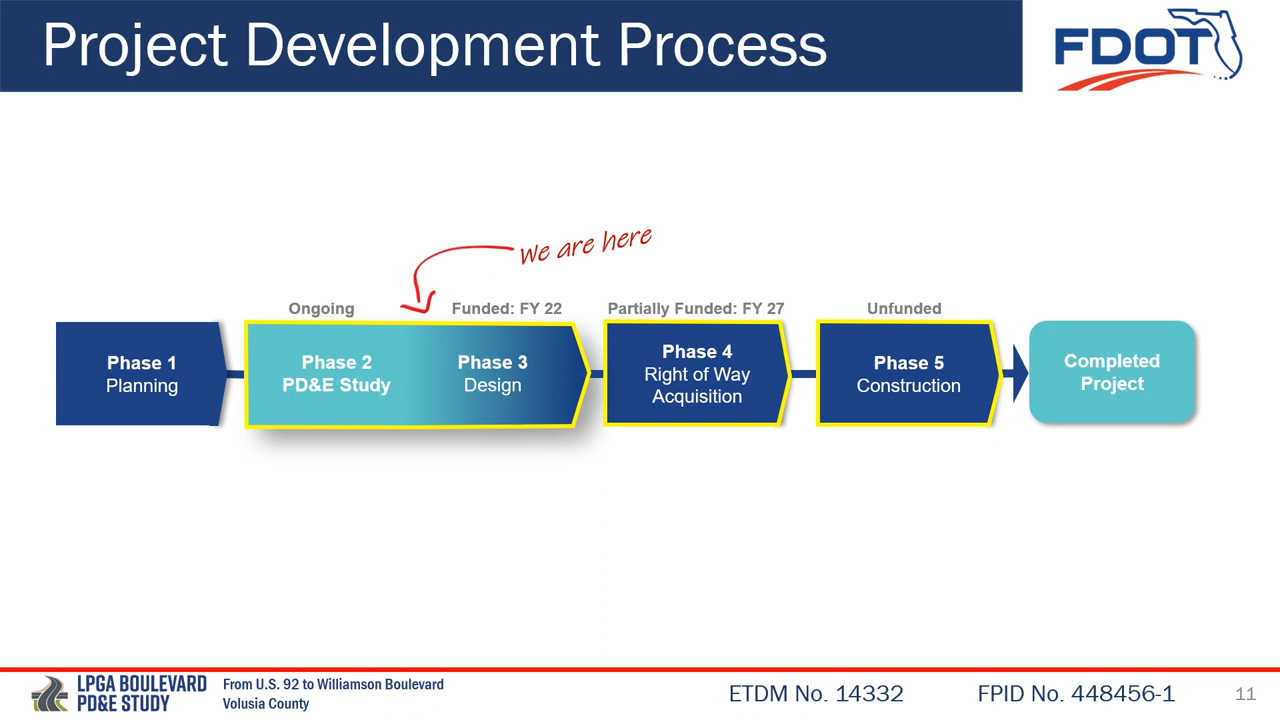 Project Development Process
FDOT
we are here
Ongoing
Funded: FY 22
Partially Funded: FY 27
Unfunded
Phase 1
Planning
Phase 2
PD&E Study
Phase 3
Design
Phase 4
Right of Way
Acquisition
Phase 5
Construction
Completed
Project
LPGA BOULEVARD
PD&E STUDY
From U.S. 92 to Williamson Boulevard
Volusia County
ETDM No. 14332
FPID No. 448456-1
11